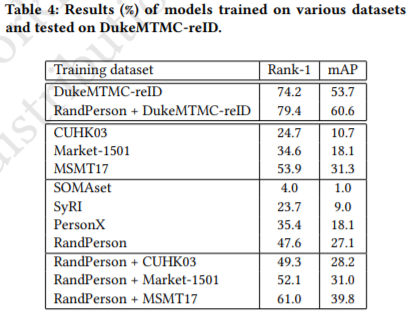 Table 4: Results (%) of models trained on various datasets
and tested on DukeMTMC-reID.
Training dataset Rank-1 mAP
DukeMTMC-reID 74.2 53.7
RandPerson + DukeMTMC-reID 79.4 60.6
CUHK03 24.7 10.7
Market-1501 34.6 18.1
MSMT17 53.9 31.3
SOMAset 4.0 1.0
SyRI 23.7 9.0
PersonX 35.4 18.1
RandPerson 47.6 27.1
RandPerson + CUHK03 49.3 28.2
RandPerson + Market-1501 52.1 31.0
RandPerson + MSMT17 61.0 39.8